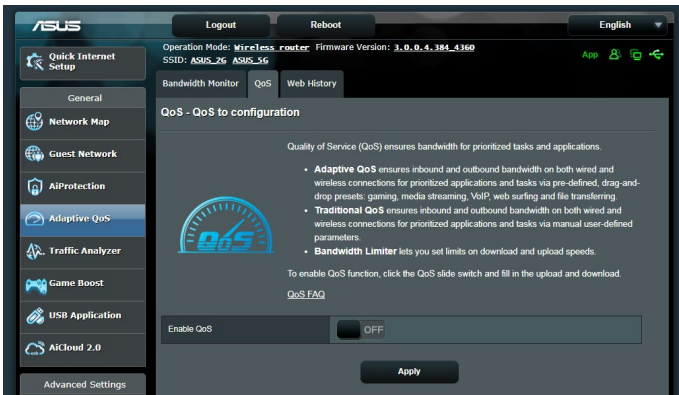 ASUS
Logout
Reboot
English
Quick Internet
Setup
General
Network Map
Guest Network
AiProtection
Adaptive QoS
Traffic Analyzer
Game Boost
USB Application
AiCloud 2.0
Advanced Settings
Operation Mode: Wireless router Firmware Version: 3.0.0.4.384_4360
SSID: ASUS_2G ASUS_5G
App
Bandwidth Monitor
QoS
Web History
QoS - QoS to configuration
Quality of Service (QoS) ensures bandwidth for prioritized tasks and applications.
• Adaptive QoS ensures inbound and outbound bandwidth on both wired and
wireless connections for prioritized applications and tasks via pre-defined, drag-and-
drop presets: gaming, media streaming, VoIP, web surfing and file transferring.
• Traditional QoS ensures inbound and outbound bandwidth on both wired and
wireless connections for prioritized applications and tasks via manual user-defined
parameters.
• Bandwidth Limiter lets you set limits on download and upload speeds.
To enable QoS function, click the QoS slide switch and fill in the upload and download.
QoS FAQ
QoS
Enable QoS
OFF
Apply